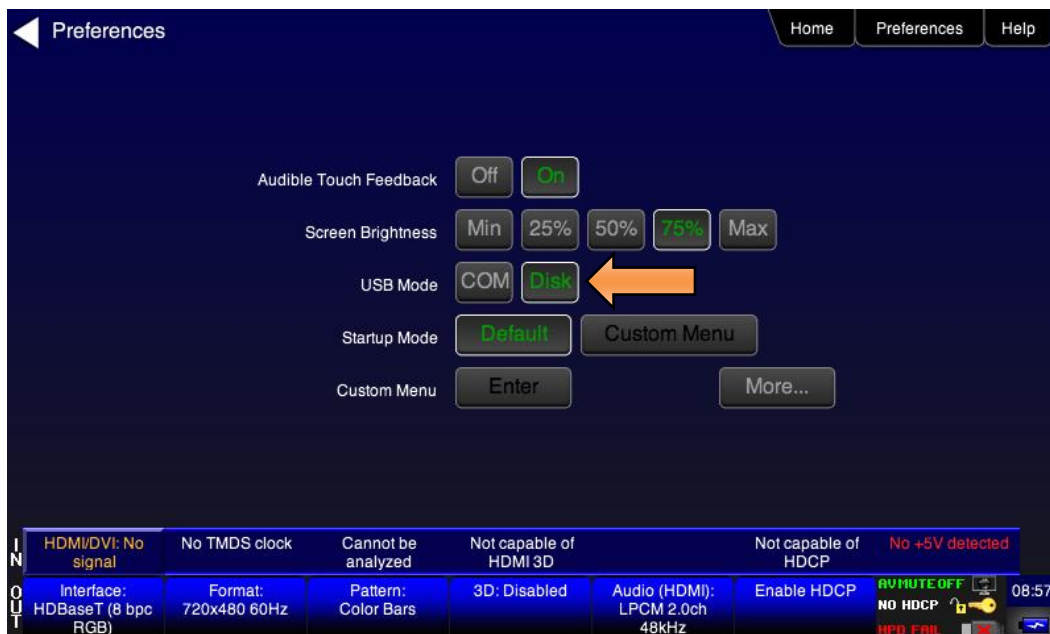 Preferences
Home
Preferences
Help
Audible Touch Feedback
Off
On
Screen Brightness
Min
25%
50%
75%
Max
USB Mode
COM
Disk
Startup Mode
Default
Custom Menu
Custom Menu
Enter
More...
IN
HDMI/DVI: No
signal
No TMDS clock
Cannot be
analyzed
Not capable of
HDMI 3D
Not capable of
HDCP
No +5V detected
OUT
Interface:
HDBaseT (8 bpc
RGB)
Format:
720x480 60Hz
Pattern:
Color Bars
3D: Disabled
Audio (HDMI):
LPCM 2.0ch
48kHz
Enable HDCP
AVMUTE OFF
NO HDCP
HPD FAIL
08:57